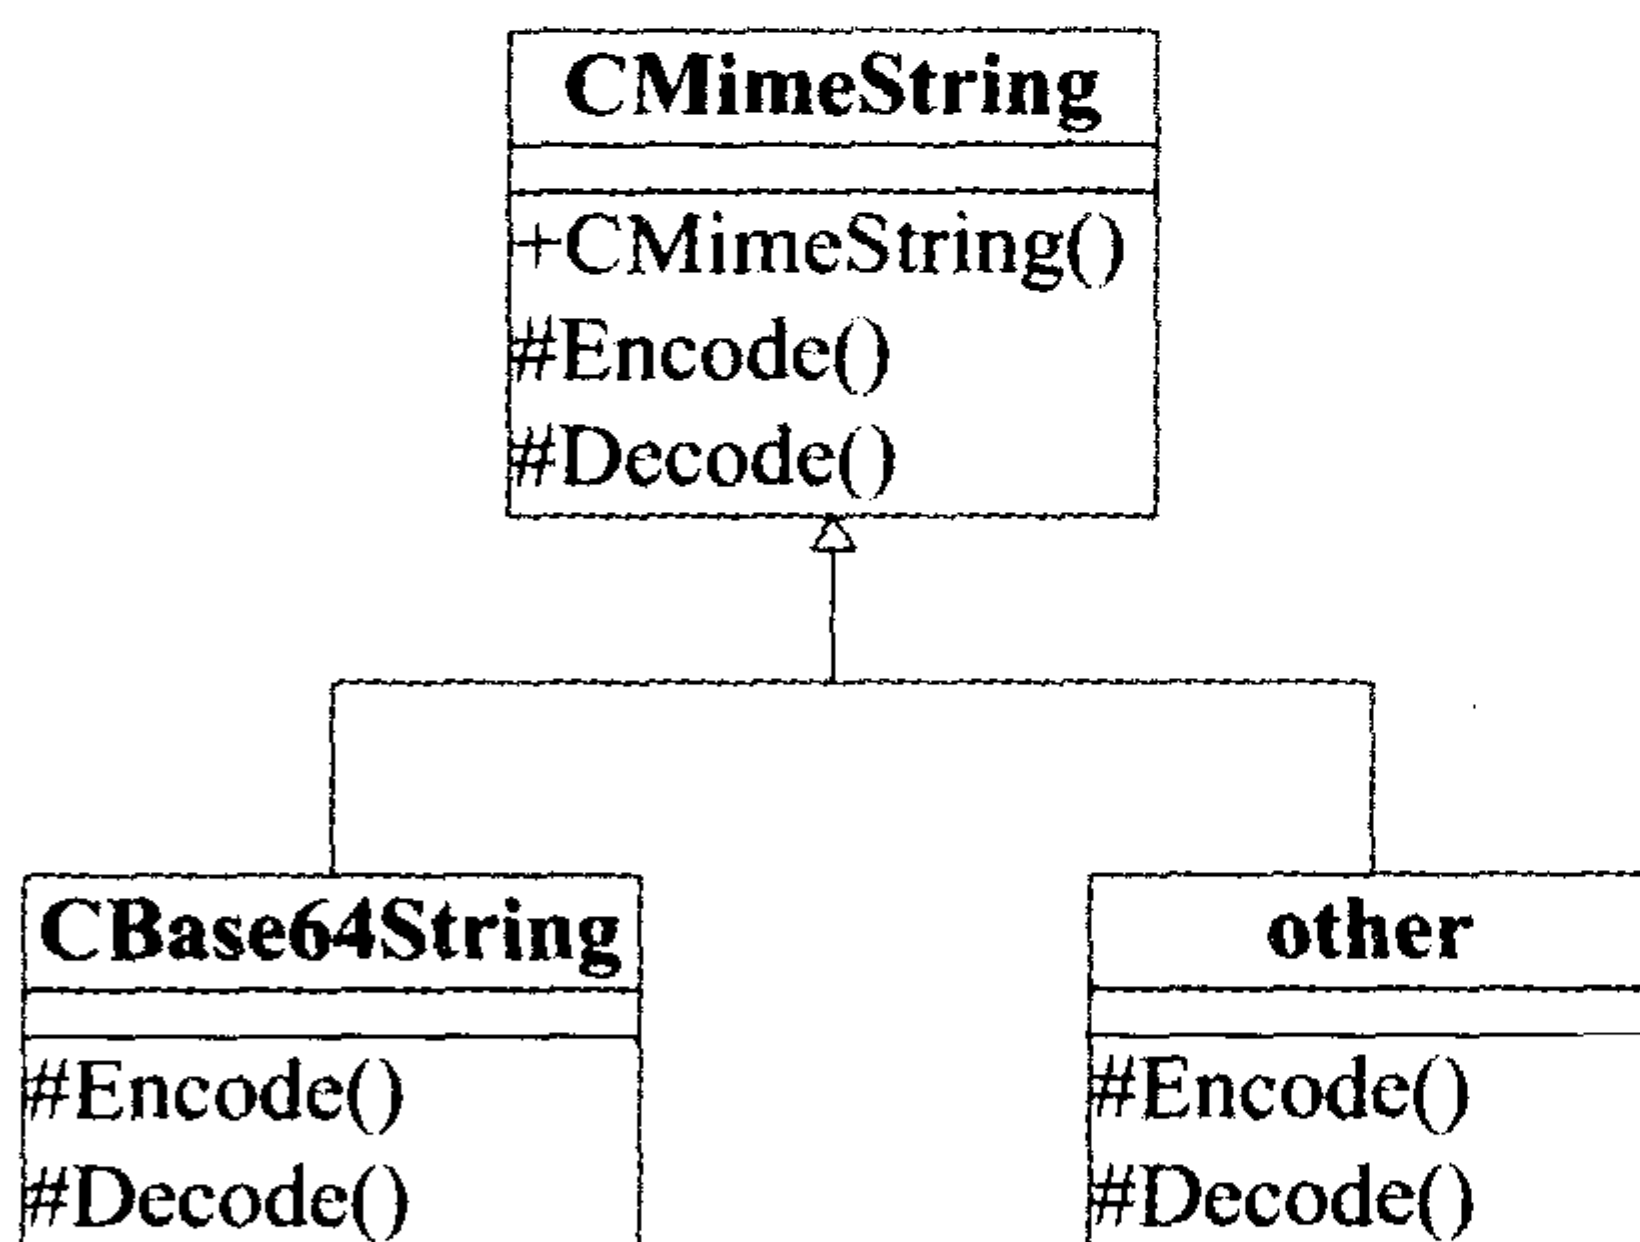 CMimeString
+CMimeString()
#Encode()
#Decode()
CBase64String
#Encode()
#Decode()
other
#Encode()
#Decode()